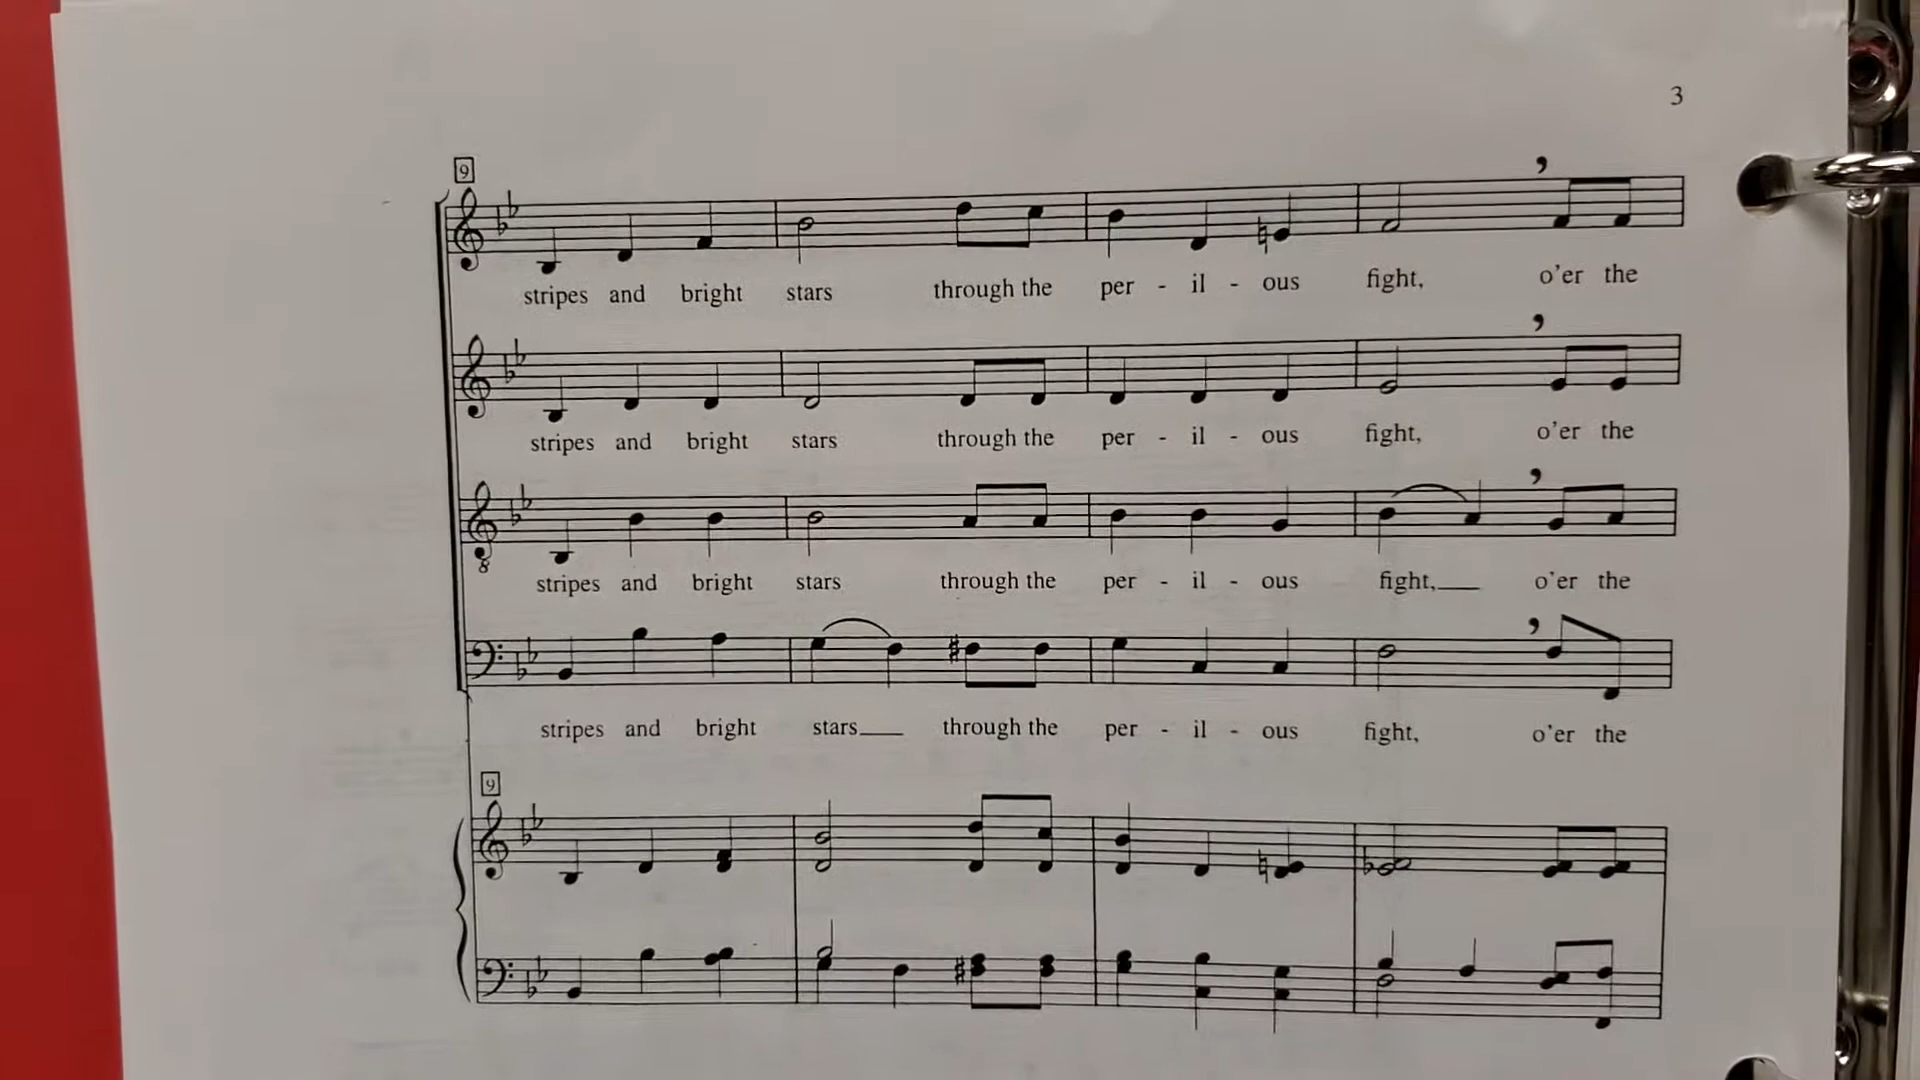 3
9
stripes and bright stars through the per - il - ous fight, o'er the
stripes and bright stars through the per - il - ous fight, o'er the
8
stripes and bright stars through the per - il - ous fight, o'er the
stripes and bright stars through the per - il - ous fight, o'er the
9